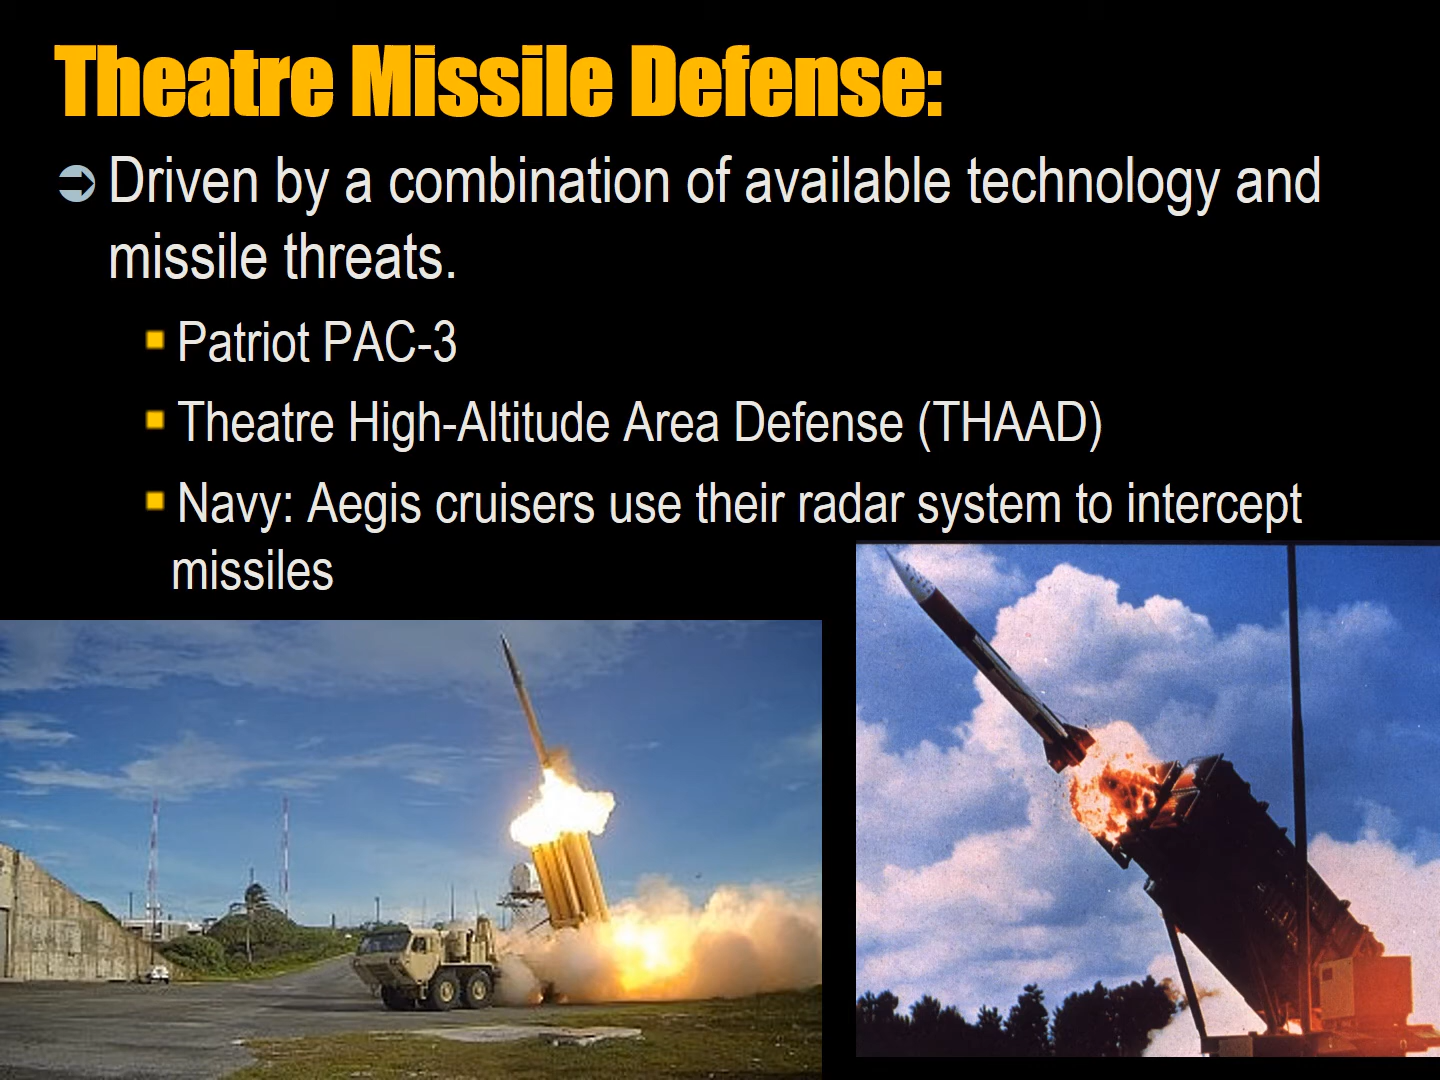 Theatre Missile Defense:
Driven by a combination of available technology and
missile threats.
Patriot PAC-3
Theatre High-Altitude Area Defense (THAAD)
Navy: Aegis cruisers use their radar system to intercept
missiles